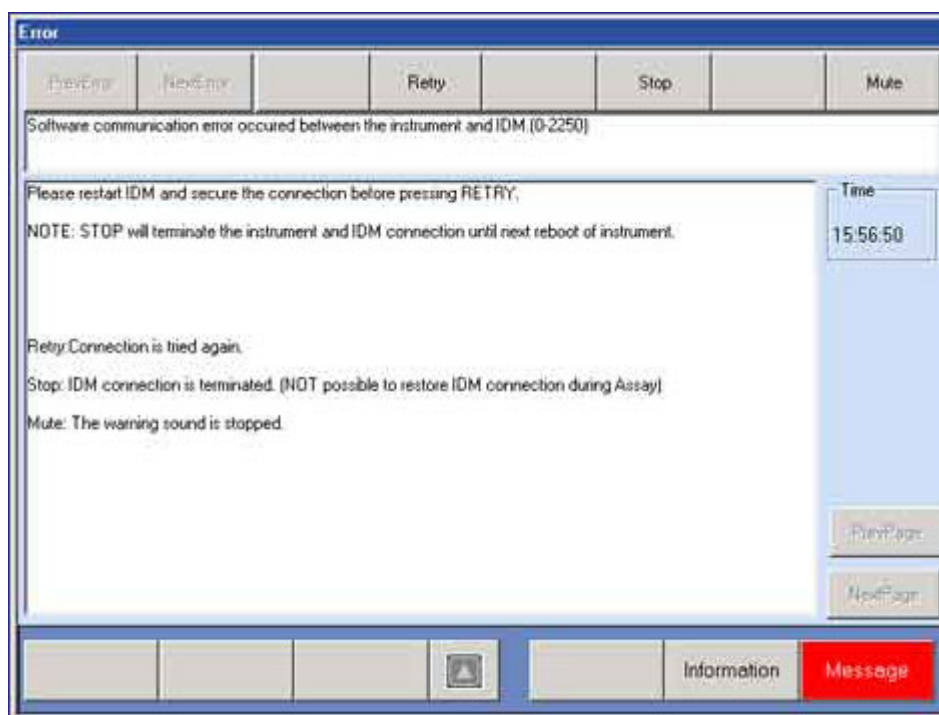 Error
PrevError NextError Retry Stop Mute
Software communication error occured between the instrument and IDM (0-2250)
Please restart IDM and secure the connection before pressing RETRY.
NOTE: STOP will terminate the instrument and IDM connection until next reboot of instrument.
Time
15:56:50
Retry:Connection is tried again.
Stop: IDM connection is terminated. (NOT possible to restore IDM connection during Assay)
Mute: The warning sound is stopped.
PrevPage
NextPage
Information Message